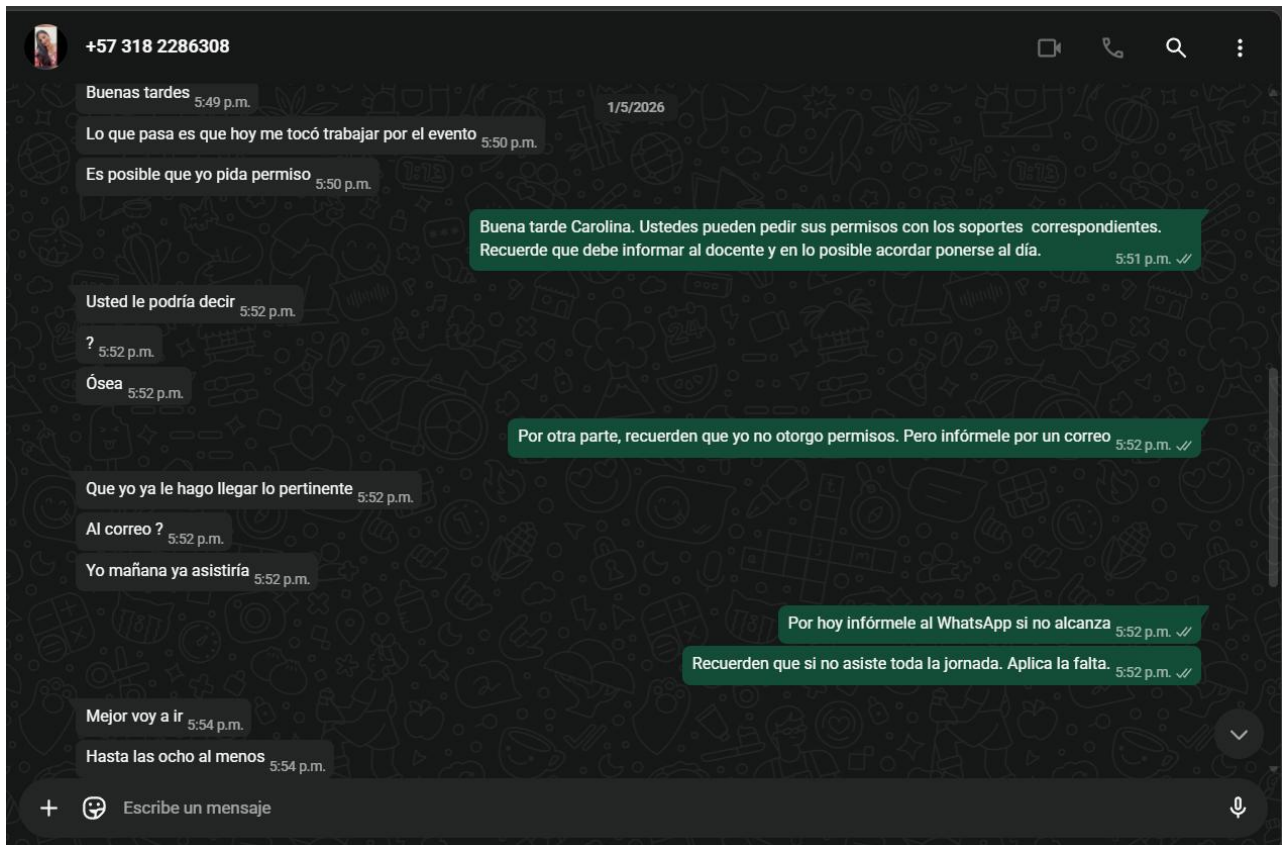 +57 318 2286308
Buenas tardes 5:49 p.m.
1/5/2026
Lo que pasa es que hoy me tocó trabajar por el evento 5:50 p.m.
Es posible que yo pida permiso 5:50 p.m.
Buena tarde Carolina. Ustedes pueden pedir sus permisos con los soportes correspondientes.
Recuerde que debe informar al docente y en lo posible acordar ponerse al día. 5:51 p.m.
Usted le podría decir 5:52 p.m.
? 5:52 p.m.
Ósea 5:52 p.m.
Por otra parte, recuerden que yo no otorgo permisos. Pero infórmele por un correo 5:52 p.m.
Que yo ya le hago llegar lo pertinente 5:52 p.m.
Al correo ? 5:52 p.m.
Yo mañana ya asistiría 5:52 p.m.
Por hoy infórmele al WhatsApp si no alcanza 5:52 p.m.
Recuerden que si no asiste toda la jornada. Aplica la falta. 5:52 p.m.
Mejor voy a ir 5:54 p.m.
Hasta las ocho al menos 5:54 p.m.
Escribe un mensaje